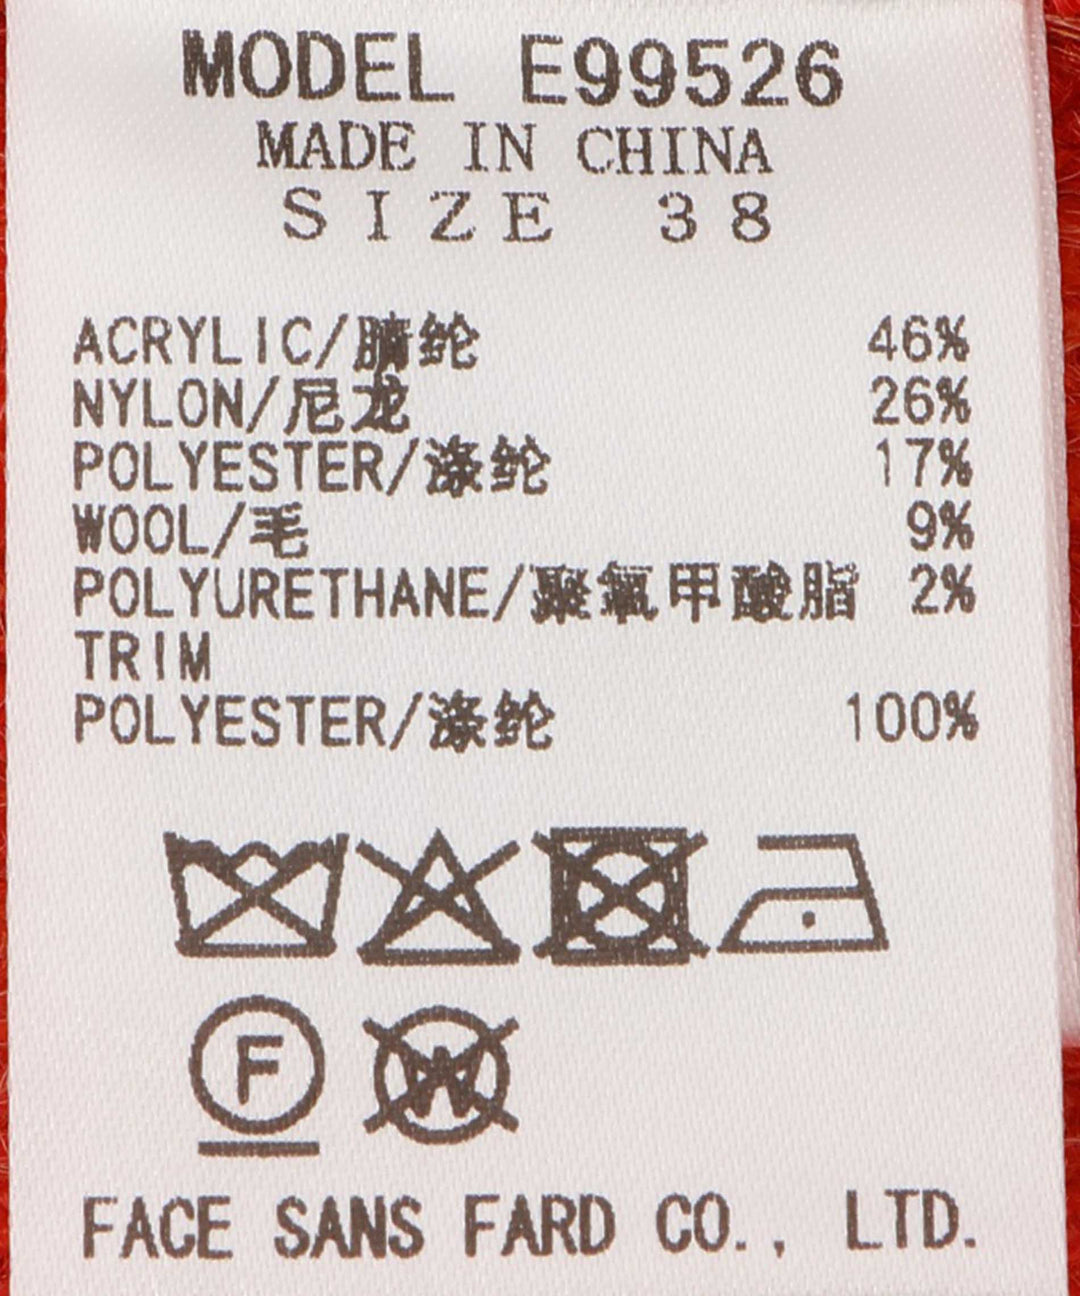 MODEL E99526
MADE IN CHINA
SIZE 38
ACRYLIC/腈纶 46%
NYLON/尼龙 26%
POLYESTER/涤纶 17%
WOOL/毛 9%
POLYURETHANE/聚氨甲酸脂 2%
TRIM
POLYESTER/涤纶 100%
F W
FACE SANS FARD CO., LTD.